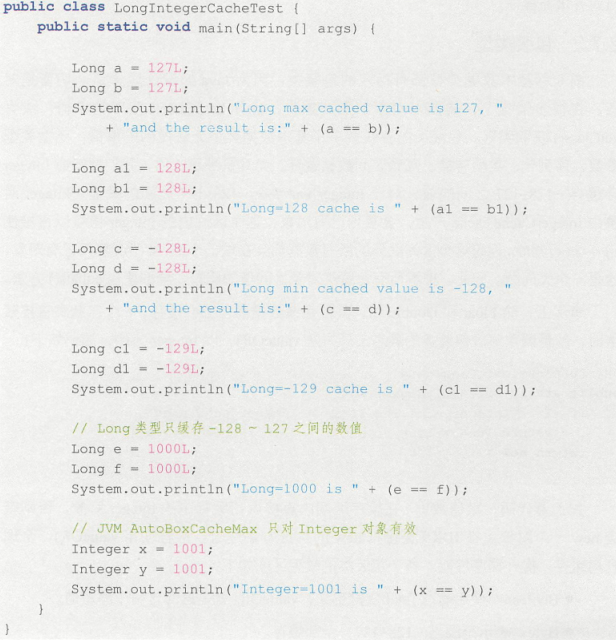 public class LongIntegerCacheTest {
    public static void main(String[] args) {

        Long a = 127L;
        Long b = 127L;
        System.out.println("Long max cached value is 127, "
            + "and the result is:" + (a == b));

        Long a1 = 128L;
        Long b1 = 128L;
        System.out.println("Long=128 cache is " + (a1 == b1));

        Long c = -128L;
        Long d = -128L;
        System.out.println("Long min cached value is -128, "
            + "and the result is:" + (c == d));

        Long c1 = -129L;
        Long d1 = -129L;
        System.out.println("Long=-129 cache is " + (c1 == d1));

        // Long 类型只缓存 -128 ~ 127 之间的数值
        Long e = 1000L;
        Long f = 1000L;
        System.out.println("Long=1000 is " + (e == f));

        // JVM AutoBoxCacheMax 只对 Integer 对象有效
        Integer x = 1001;
        Integer y = 1001;
        System.out.println("Integer=1001 is " + (x == y));
    }
}